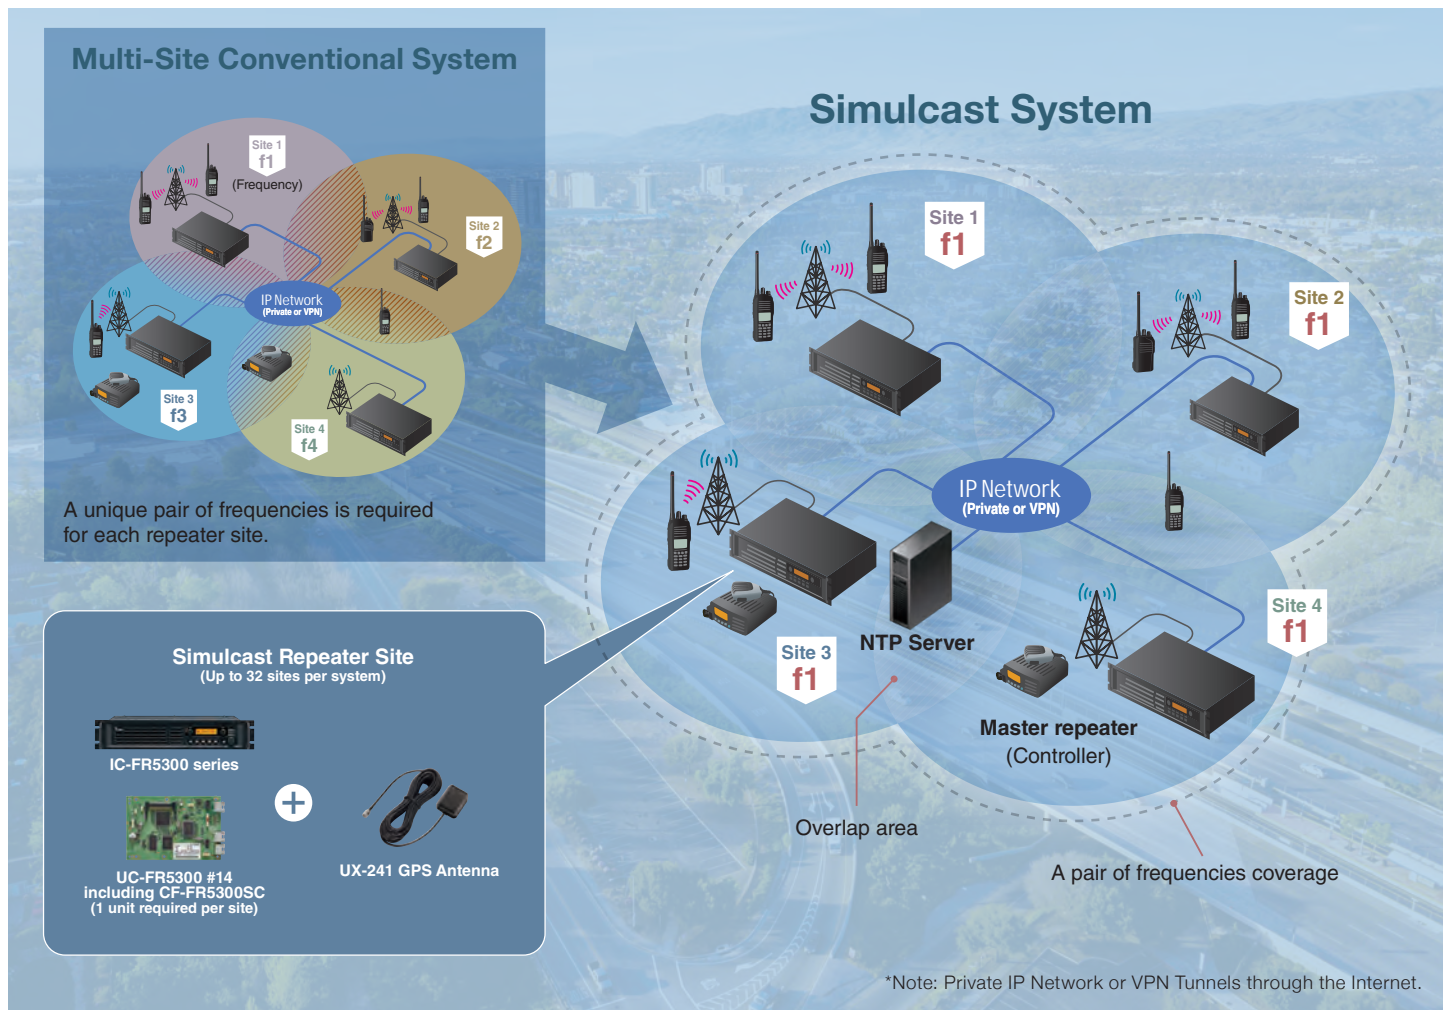 Multi-Site Conventional System
Site 1
f1
(Frequency)
Site 2
f2
IP Network
(Private or VPN)
Site 3
f3
Site 4
f4
A unique pair of frequencies is required
for each repeater site.
Simulcast System
Site 1
f1
Site 2
f1
IP Network
(Private or VPN)
NTP Server
Site 3
f1
Site 4
f1
Master repeater
(Controller)
Overlap area
A pair of frequencies coverage
Simulcast Repeater Site
(Up to 32 sites per system)
IC-FR5300 series
+
UC-FR5300 #14
including CF-FR5300SC
(1 unit required per site)
UX-241 GPS Antenna
*Note: Private IP Network or VPN Tunnels through the Internet.